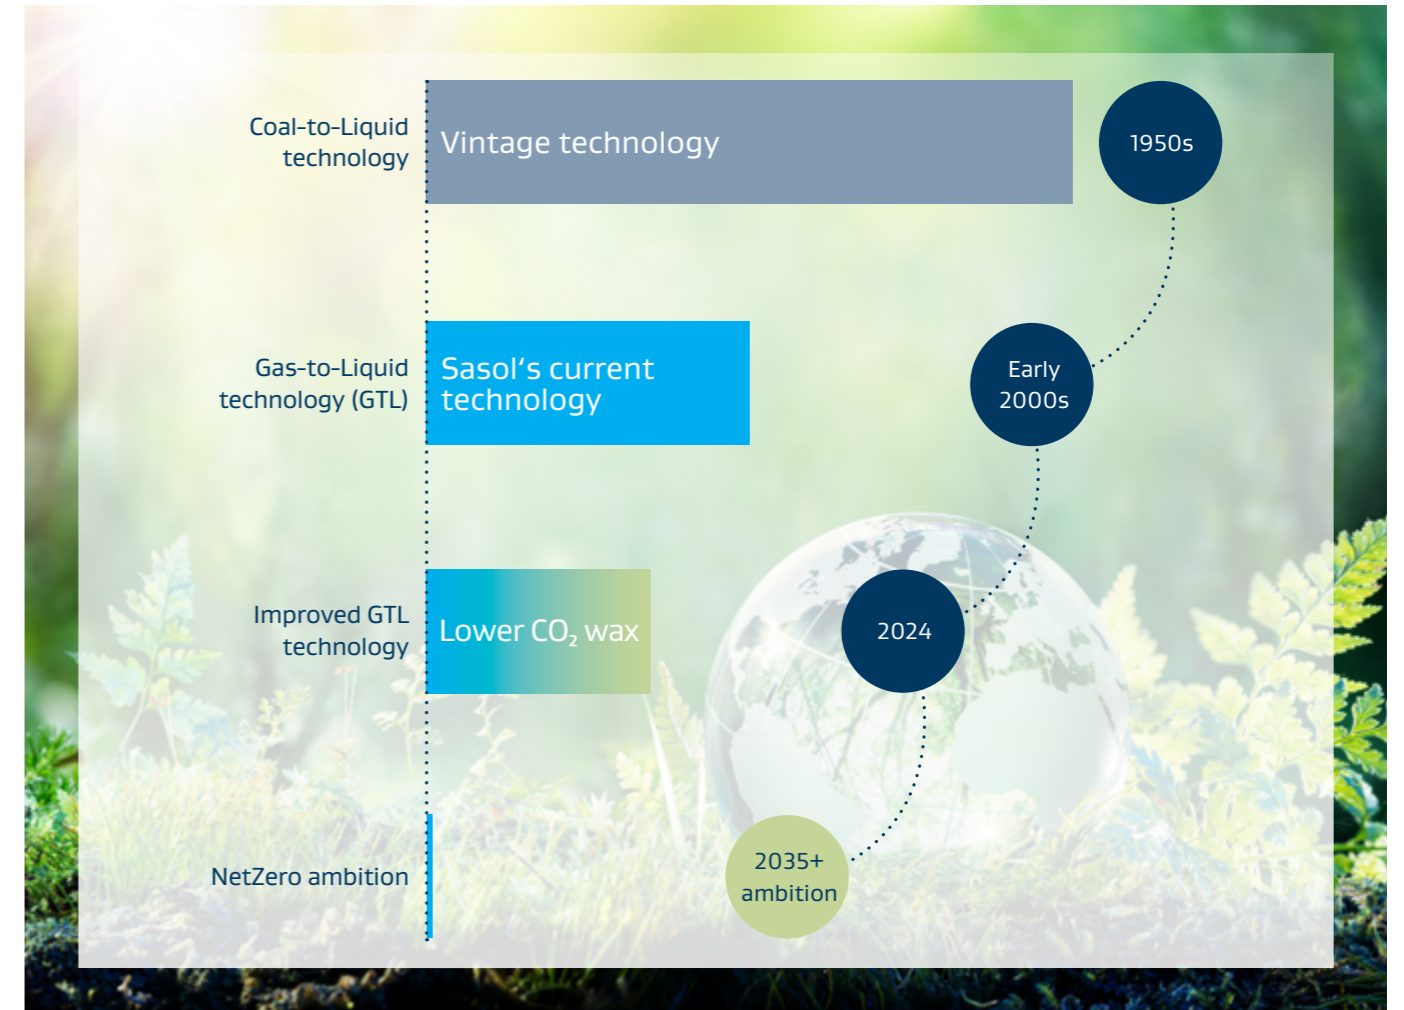 Coal-to-Liquid
technology
Vintage technology
1950s
Gas-to-Liquid
technology (GTL)
Sasol‘s current
technology
Early
2000s
Improved GTL
technology
Lower CO₂ wax
2024
NetZero ambition
2035+
ambition